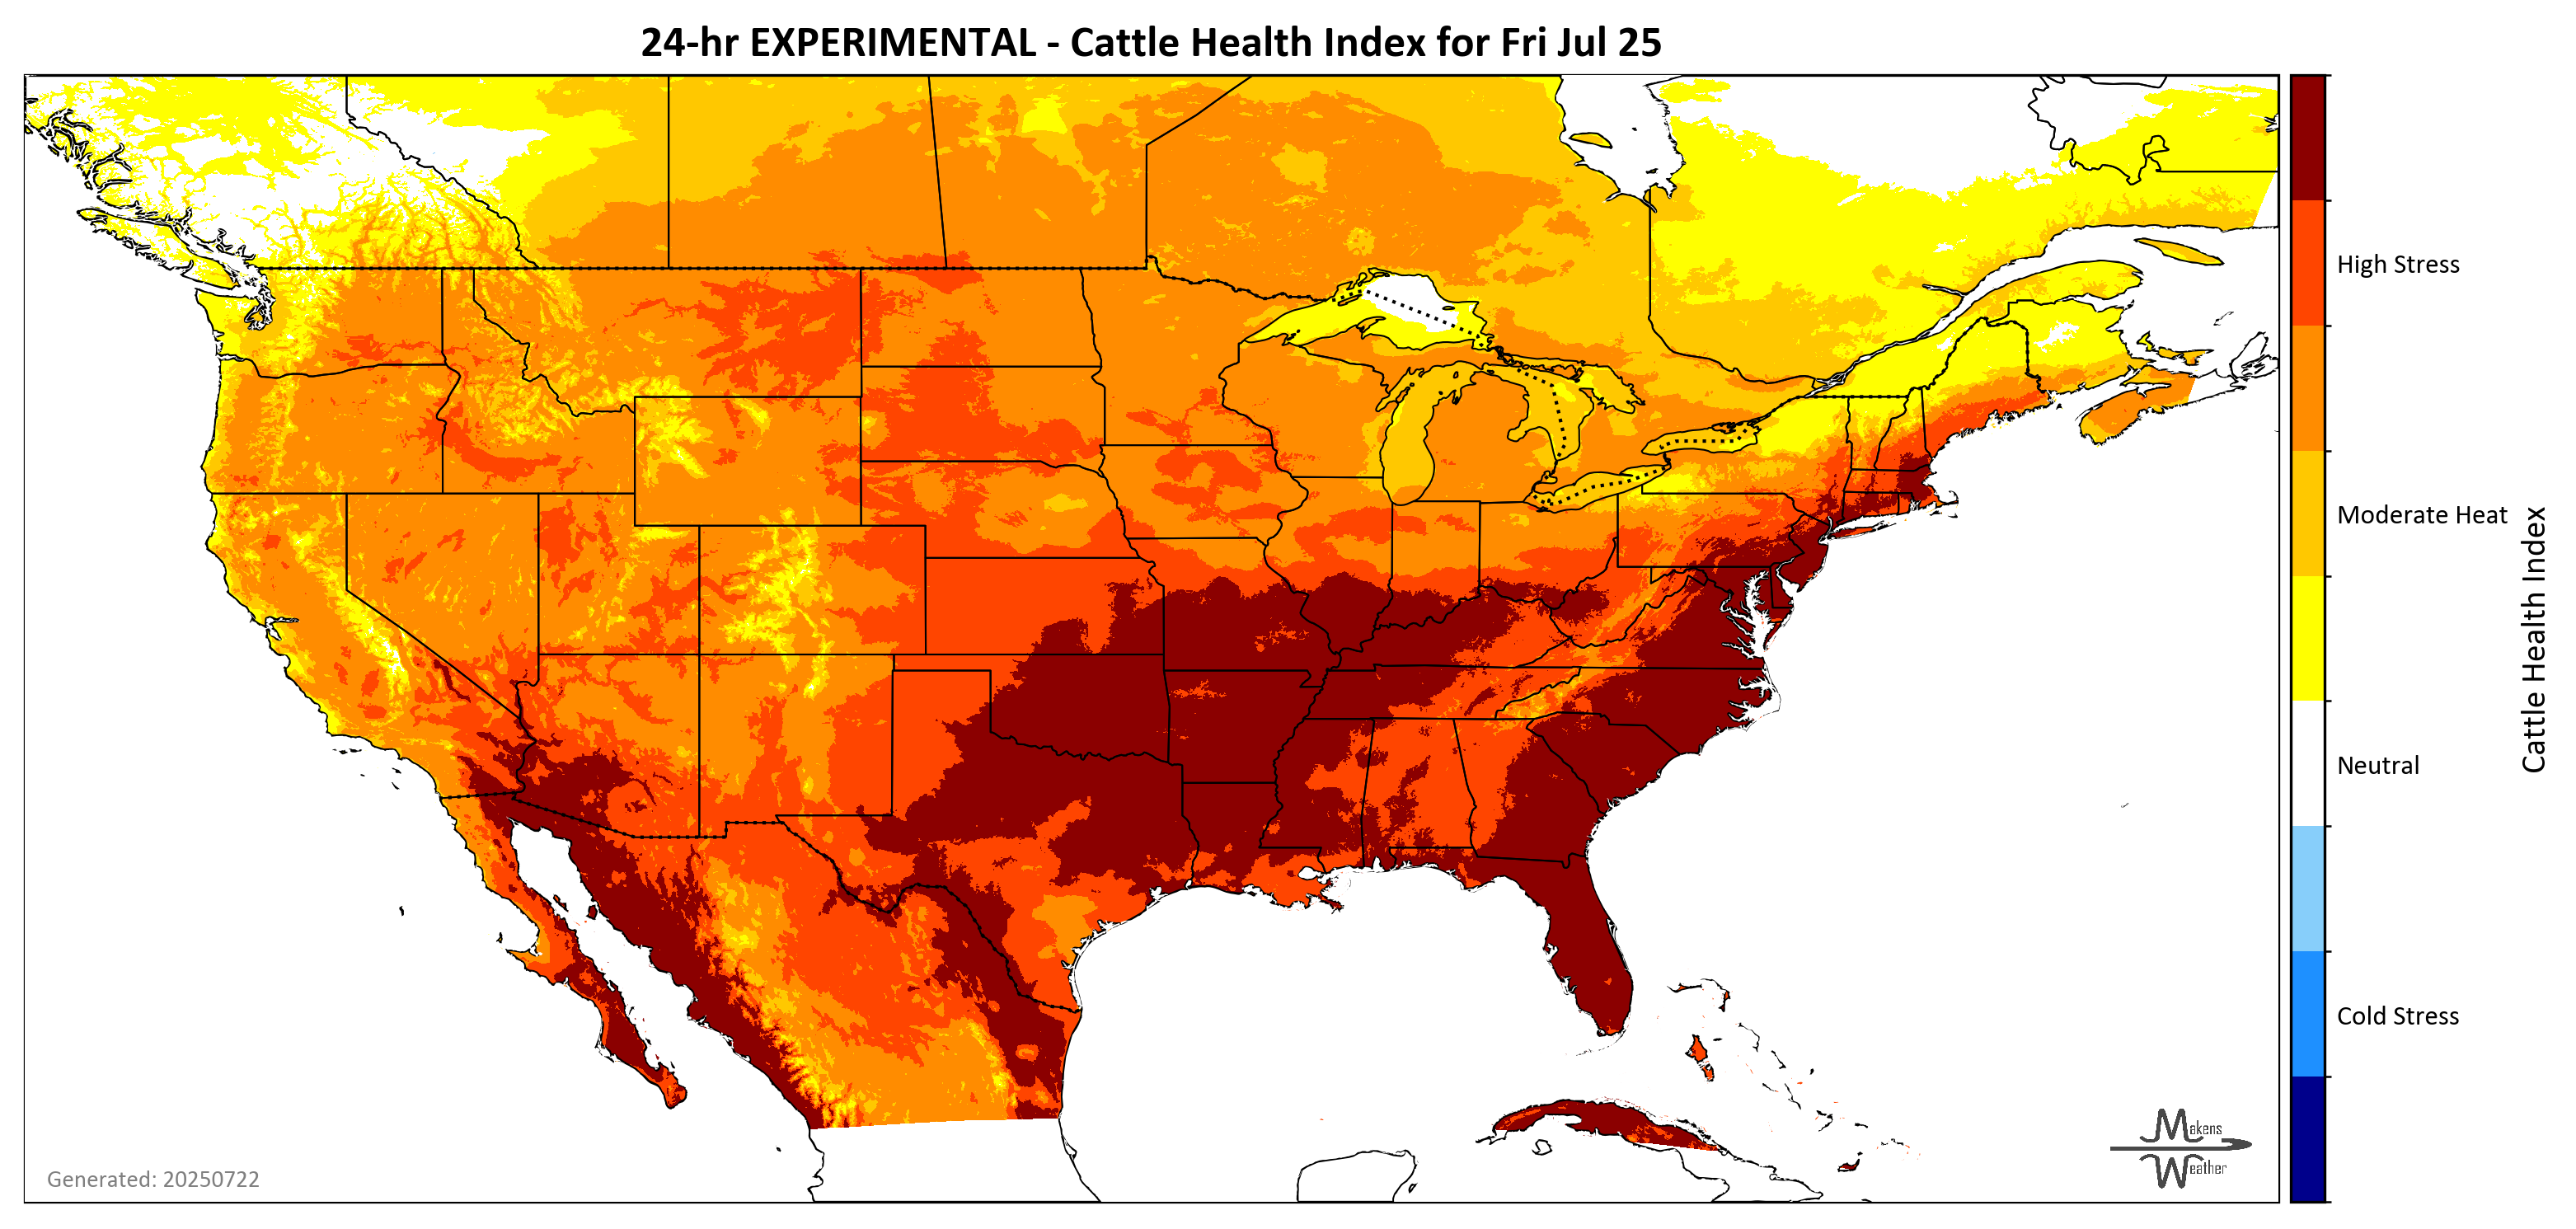 24-hr EXPERIMENTAL - Cattle Health Index for Fri Jul 25
High Stress
Moderate Heat
Neutral
Cold Stress
Cattle Health Index
Generated: 20250722
Makens
Weather